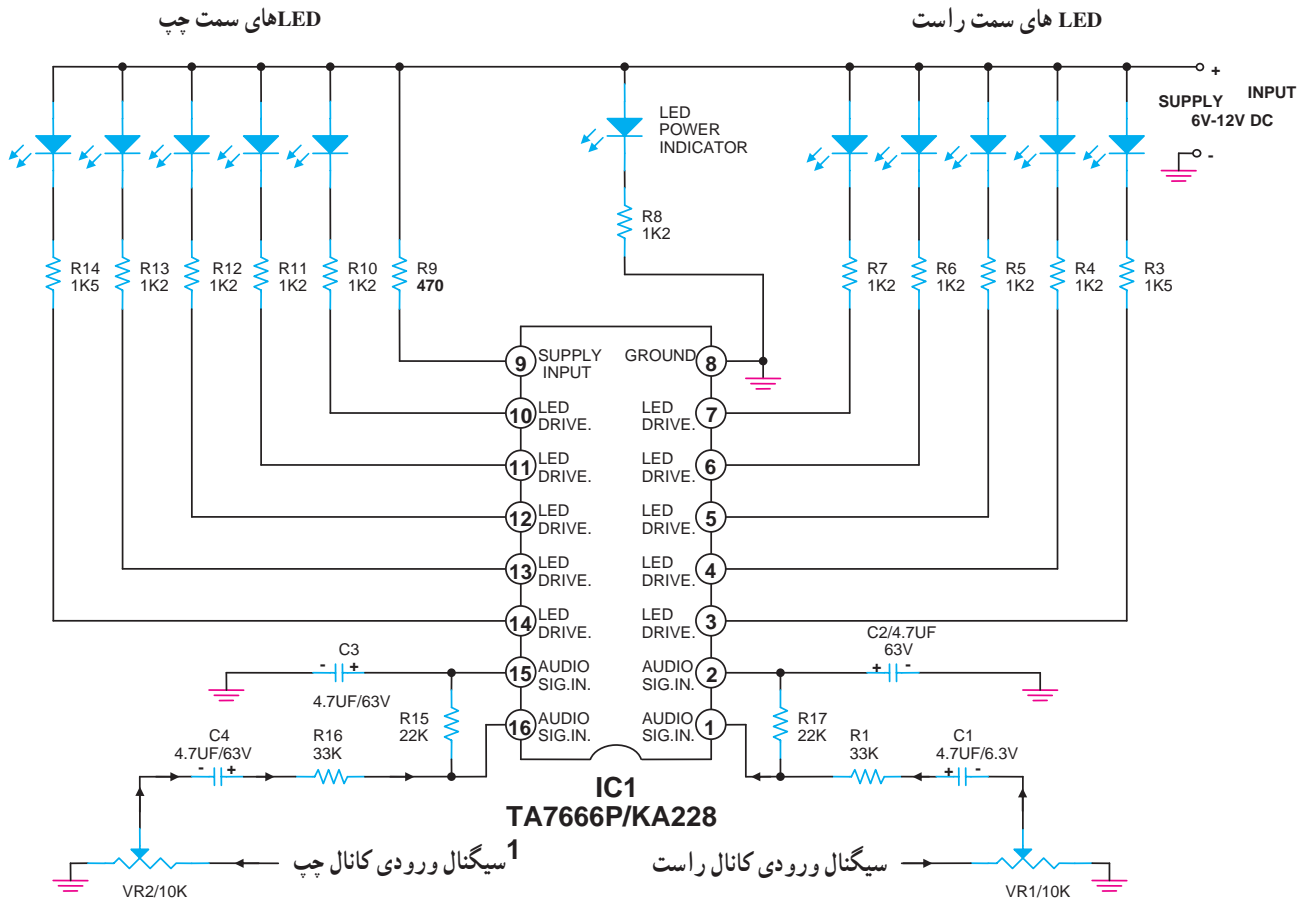 LEDهای سمت چپ
LED های سمت راست
+
INPUT
SUPPLY
6V-12V DC
-
LED
POWER
INDICATOR
R8
1K2
R14
1K5
R13
1K2
R12
1K2
R11
1K2
R10
1K2
R9
470
R7
1K2
R6
1K2
R5
1K2
R4
1K2
R3
1K5
9
SUPPLY
INPUT
GROUND
8
10
LED
DRIVE.
LED
DRIVE.
7
11
LED
DRIVE.
LED
DRIVE.
6
12
LED
DRIVE.
LED
DRIVE.
5
13
LED
DRIVE.
LED
DRIVE.
4
14
LED
DRIVE.
LED
DRIVE.
3
C3
- +
4.7UF/63V
15
AUDIO
SIG.IN.
AUDIO
SIG.IN.
2
C2/4.7UF
63V
+ -
R15
22K
16
AUDIO
SIG.IN.
AUDIO
SIG.IN.
1
R17
22K
C4
4.7UF/63V
- +
R16
33K
R1
33K
C1
4.7UF/6.3V
+ -
IC1
TA7666P/KA228
1
سیگنال ورودی کانال چپ
سیگنال ورودی کانال راست
VR2/10K
VR1/10K